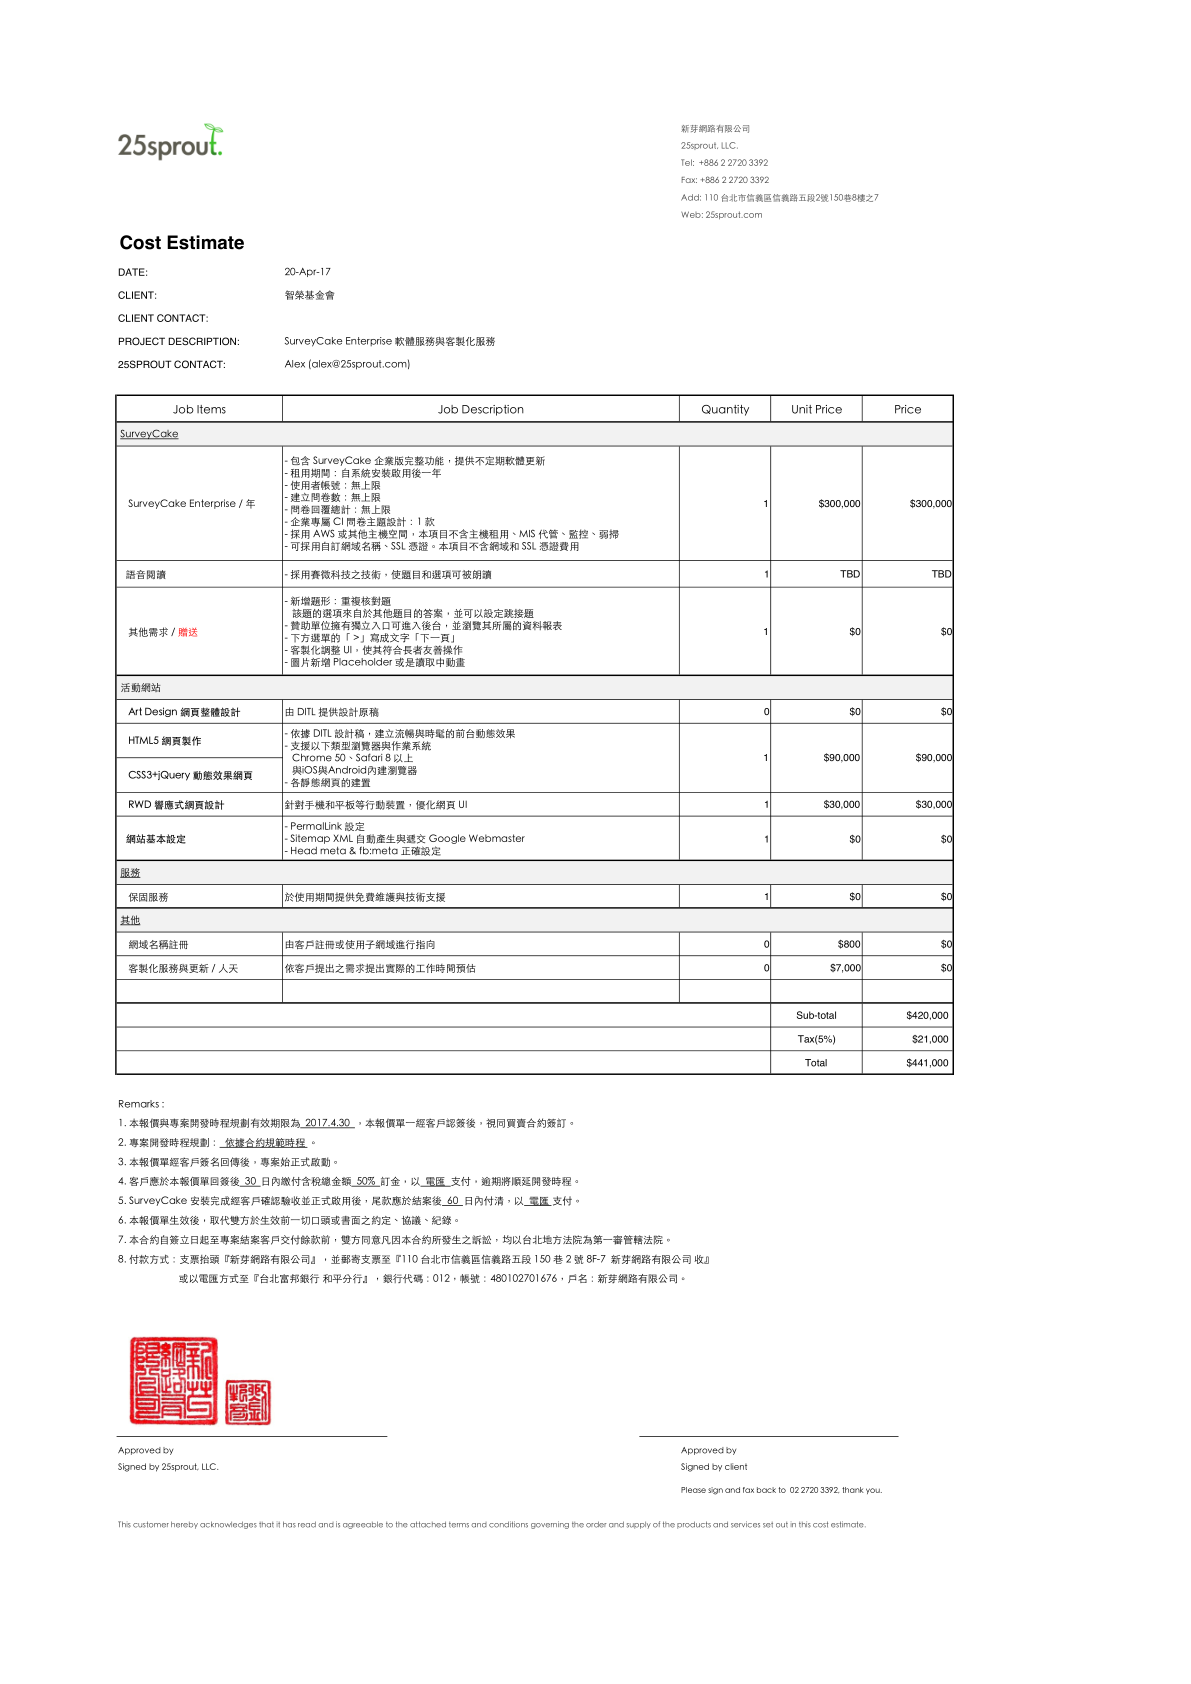 25sprout.
新芽網路有限公司
25sprout, LLC.
Tel: +886 2 2720 3392
Fax: +886 2 2720 3392
Add: 110 台北市信義區信義路五段2號150巷8樓之7
Web: 25sprout.com
Cost Estimate
DATE: 20-Apr-17
CLIENT: 智榮基金會
CLIENT CONTACT:
PROJECT DESCRIPTION: SurveyCake Enterprise 軟體服務與客製化服務
25SPROUT CONTACT: Alex (alex@25sprout.com)
Job Items Job Description Quantity Unit Price Price
SurveyCake
- 包含 SurveyCake 企業版完整功能，提供不定期軟體更新
- 租用期間：自系統安裝啟用後一年
- 使用者帳號：無上限
- 建立問卷數：無上限
SurveyCake Enterprise / 年 1 $300,000 $300,000
- 問卷回覆總計：無上限
- 企業專屬 CI 問卷主題設計：1 款
- 採用 AWS 或其他主機空間，本項目不含主機租用、MIS 代管、監控、弱掃
- 可採用自訂網域名稱、SSL 憑證。本項目不含網域和 SSL 憑證費用
語音閱讀 - 採用賽微科技之技術，使題目和選項可被朗讀 1 TBD TBD
- 新增題形：重複核對題
該題的選項來自於其他題目的答案，並可以設定跳接題
- 贊助單位擁有獨立入口可進入後台，並瀏覽其所屬的資料報表
其他需求 / 贈送 1 $0 $0
- 下方選單的「 >」寫成文字「下一頁」
- 客製化調整 UI，使其符合長者友善操作
- 圖片新增 Placeholder 或是讀取中動畫
活動網站
Art Design 網頁整體設計 由 DITL 提供設計原稿 0 $0 $0
HTML5 網頁製作
- 依據 DITL 設計稿，建立流暢與時髦的前台動態效果
- 支援以下類型瀏覽器與作業系統
Chrome 50、Safari 8 以上 1 $90,000 $90,000
與iOS與Android內建瀏覽器
CSS3+jQuery 動態效果網頁
- 各靜態網頁的建置
RWD 響應式網頁設計 針對手機和平板等行動裝置，優化網頁 UI 1 $30,000 $30,000
- PermalLink 設定
網站基本設定 - Sitemap XML 自動產生與遞交 Google Webmaster 1 $0 $0
- Head meta & fb:meta 正確設定
服務
保固服務 於使用期間提供免費維護與技術支援 1 $0 $0
其他
網域名稱註冊 由客戶註冊或使用子網域進行指向 0 $800 $0
客製化服務與更新 / 人天 依客戶提出之需求提出實際的工作時間預估 0 $7,000 $0
Sub-total $420,000
Tax(5%) $21,000
Total $441,000
Remarks :
1. 本報價與專案開發時程規劃有效期限為 2017.4.30 ，本報價單一經客戶認簽後，視同買賣合約簽訂。
2. 專案開發時程規劃： 依據合約規範時程 。
3. 本報價單經客戶簽名回傳後，專案始正式啟動。
4. 客戶應於本報價單回簽後 30 日內繳付含稅總金額 50% 訂金，以 電匯 支付，逾期將順延開發時程。
5. SurveyCake 安裝完成經客戶確認驗收並正式啟用後，尾款應於結案後 60 日內付清，以 電匯 支付。
6. 本報價單生效後，取代雙方於生效前一切口頭或書面之約定、協議、紀錄。
7. 本合約自簽立日起至專案結案客戶交付餘款前，雙方同意凡因本合約所發生之訴訟，均以台北地方法院為第一審管轄法院。
8. 付款方式：支票抬頭『新芽網路有限公司』，並郵寄支票至『110 台北市信義區信義路五段 150 巷 2 號 8F-7 新芽網路有限公司 收』
或以電匯方式至『台北富邦銀行 和平分行』，銀行代碼：012，帳號：480102701676，戶名：新芽網路有限公司。
Approved by Approved by
Signed by 25sprout, LLC. Signed by client
Please sign and fax back to 02 2720 3392, thank you.
This customer hereby acknowledges that it has read and is agreeable to the attached terms and conditions governing the order and supply of the products and services set out in this cost estimate.